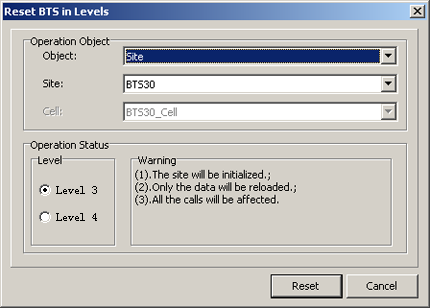 Reset BTS in Levels
Operation Object
Object: Site
Site: BTS30
Cell: BTS30_Cell
Operation Status
Level
Level 3
Level 4
Warning
(1).The site will be initialized.;
(2).Only the data will be reloaded.;
(3).All the calls will be affected.
Reset Cancel